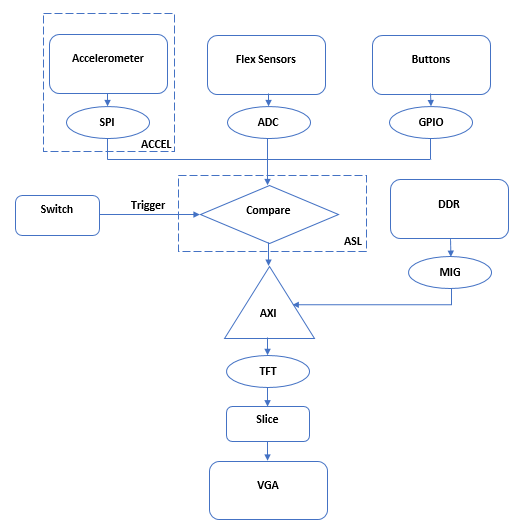 Accelerometer
Flex Sensors
Buttons
SPI
ADC
GPIO
ACCEL
Switch
Trigger
Compare
DDR
ASL
MIG
AXI
TFT
Slice
VGA